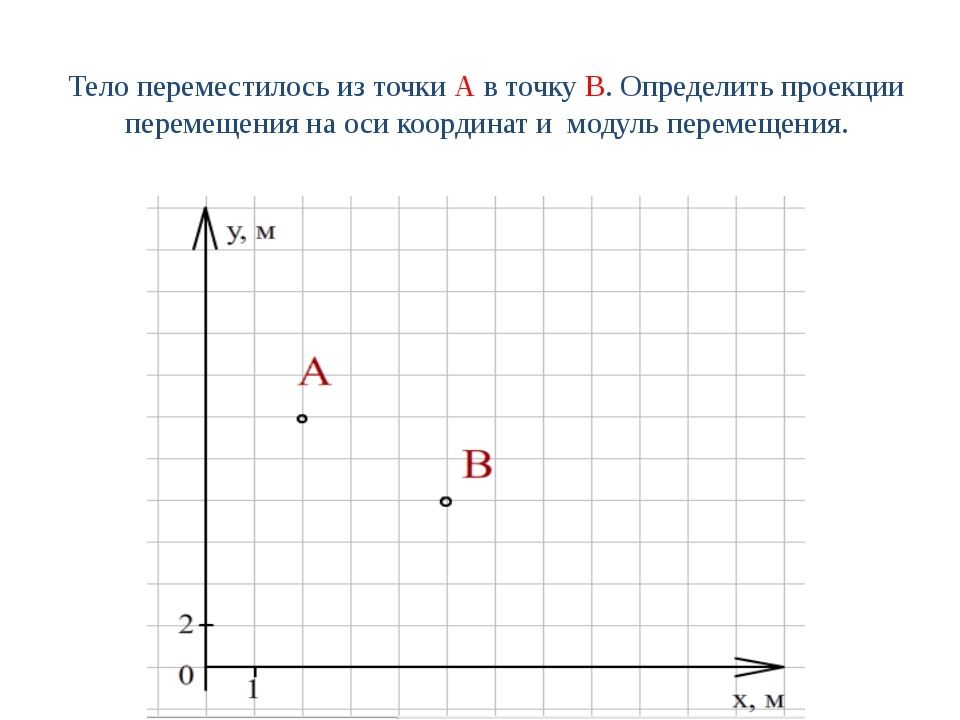 Тело переместилось из точки А в точку В. Определить проекции
перемещения на оси координат и модуль перемещения.
у, м
А
В
2
0
1
х, м